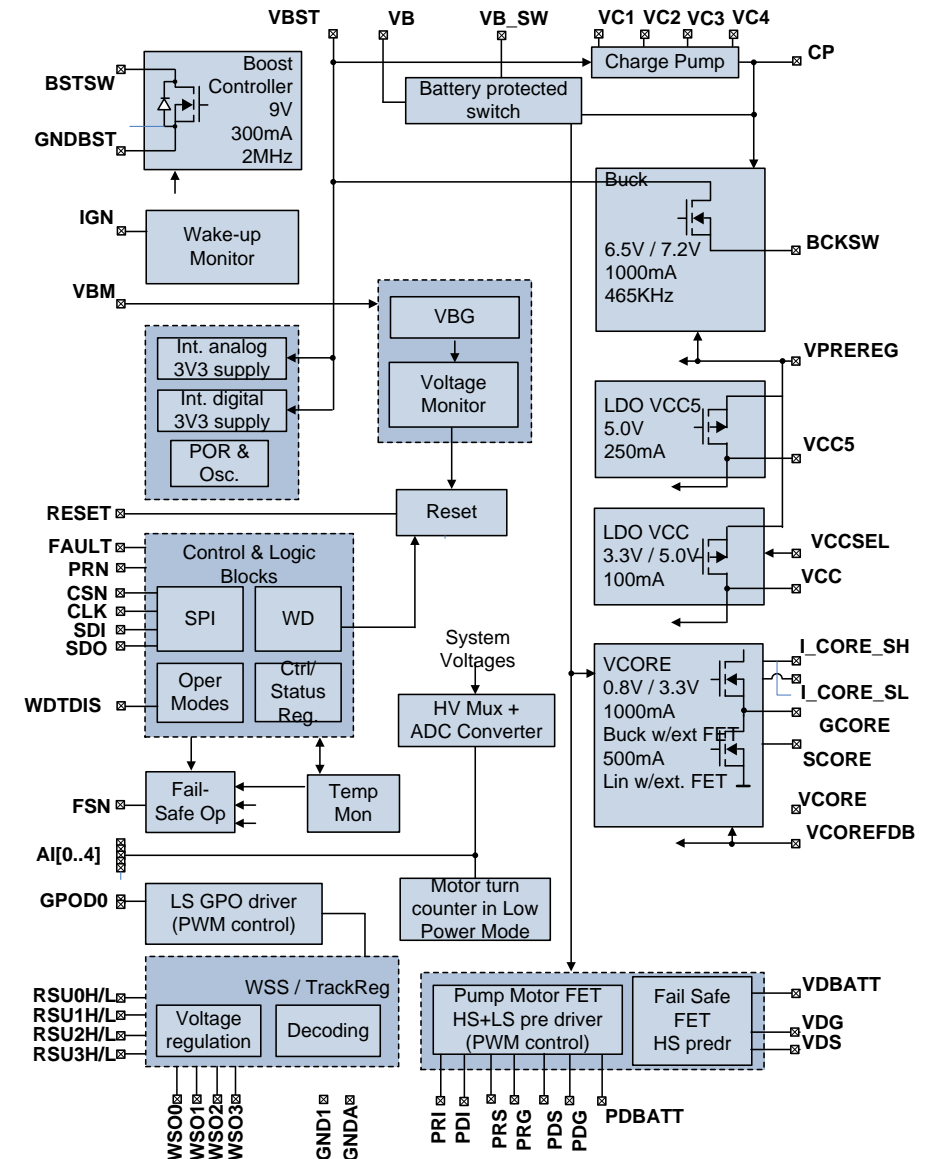 VBST
VB
VB_SW
VC1
VC2
VC3
VC4
CP
Charge Pump
Battery protected
switch
BSTSW
GNDBST
Boost
Controller
9V
300mA
2MHz
Buck
6.5V / 7.2V
1000mA
465KHz
BCKSW
IGN
Wake-up
Monitor
VBM
VBG
Voltage
Monitor
Int. analog
3V3 supply
Int. digital
3V3 supply
POR &
Osc.
VPREREG
LDO VCC5
5.0V
250mA
VCC5
RESET
Reset
LDO VCC
3.3V / 5.0V
100mA
VCCSEL
VCC
FAULT
PRN
CSN
CLK
SDI
SDO
WDTDIS
Control & Logic
Blocks
SPI
WD
Oper
Modes
Ctrl/
Status
Reg.
System
Voltages
HV Mux +
ADC Converter
VCORE
0.8V / 3.3V
1000mA
Buck w/ext FET
500mA
Lin w/ext. FET
I_CORE_SH
I_CORE_SL
GCORE
SCORE
VCORE
VCOREFDB
FSN
Fail-
Safe Op
Temp
Mon
AI[0..4]
GPOD0
LS GPO driver
(PWM control)
Motor turn
counter in Low
Power Mode
RSU0H/L
RSU1H/L
RSU2H/L
RSU3H/L
WSS / TrackReg
Voltage
regulation
Decoding
Pump Motor FET
HS+LS pre driver
(PWM control)
Fail Safe
FET
HS predr
VDBATT
VDG
VDS
WSO0
WSO1
WSO2
WSO3
GND1
GNDA
PRI
PDI
PRS
PRG
PDS
PDG
PDBATT